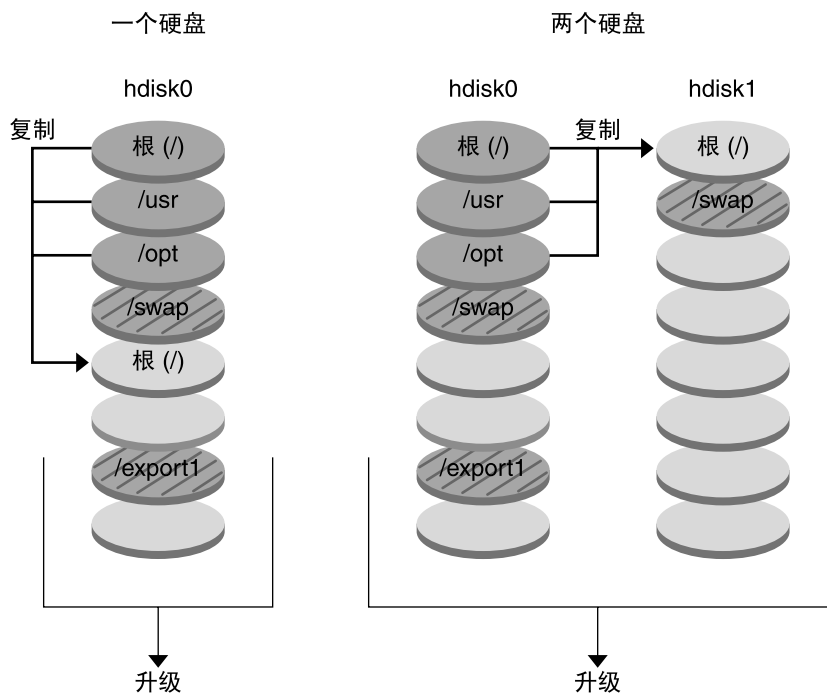 一个硬盘
两个硬盘
hdisk0
hdisk0
hdisk1
复制
根 (/)
/usr
/opt
/swap
根 (/)
/export1
升级
根 (/)
复制
根 (/)
/usr
/swap
/opt
/swap
/export1
升级